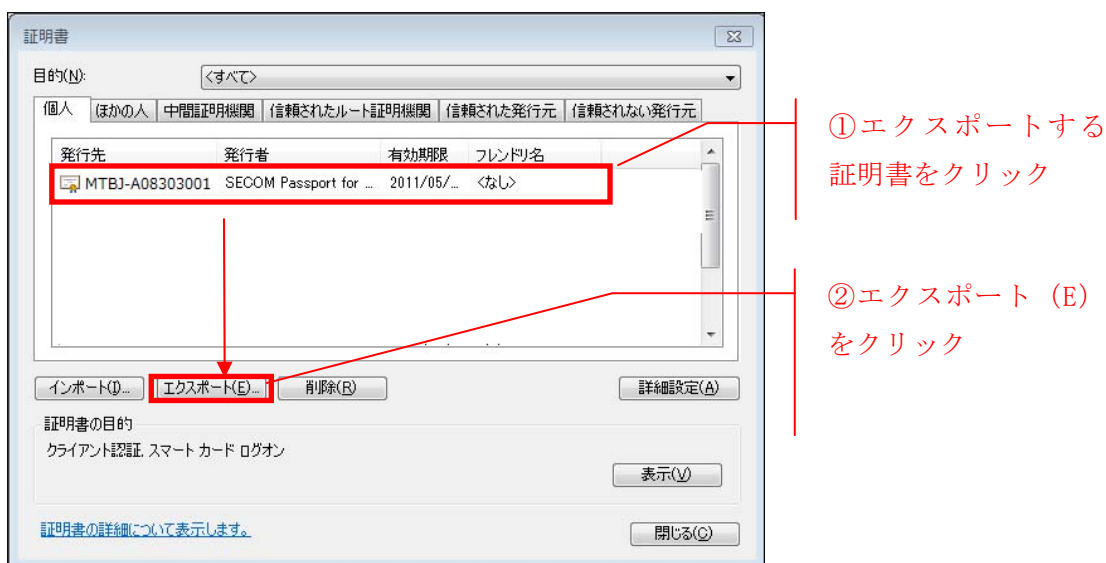 証明書
目的(N):
<すべて>
個人 ほかの人 中間証明機関 信頼されたルート証明機関 信頼された発行元 信頼されない発行元
発行先 発行者 有効期限 フレンドリ名
MTBJ-A08303001 SECOM Passport for ... 2011/05/... <なし>
インポート(I)... エクスポート(E)... 削除(R) 詳細設定(A)
証明書の目的
クライアント認証, スマート カード ログオン
表示(V)
証明書の詳細について表示します。
閉じる(C)
①エクスポートする
証明書をクリック
②エクスポート（E）
をクリック